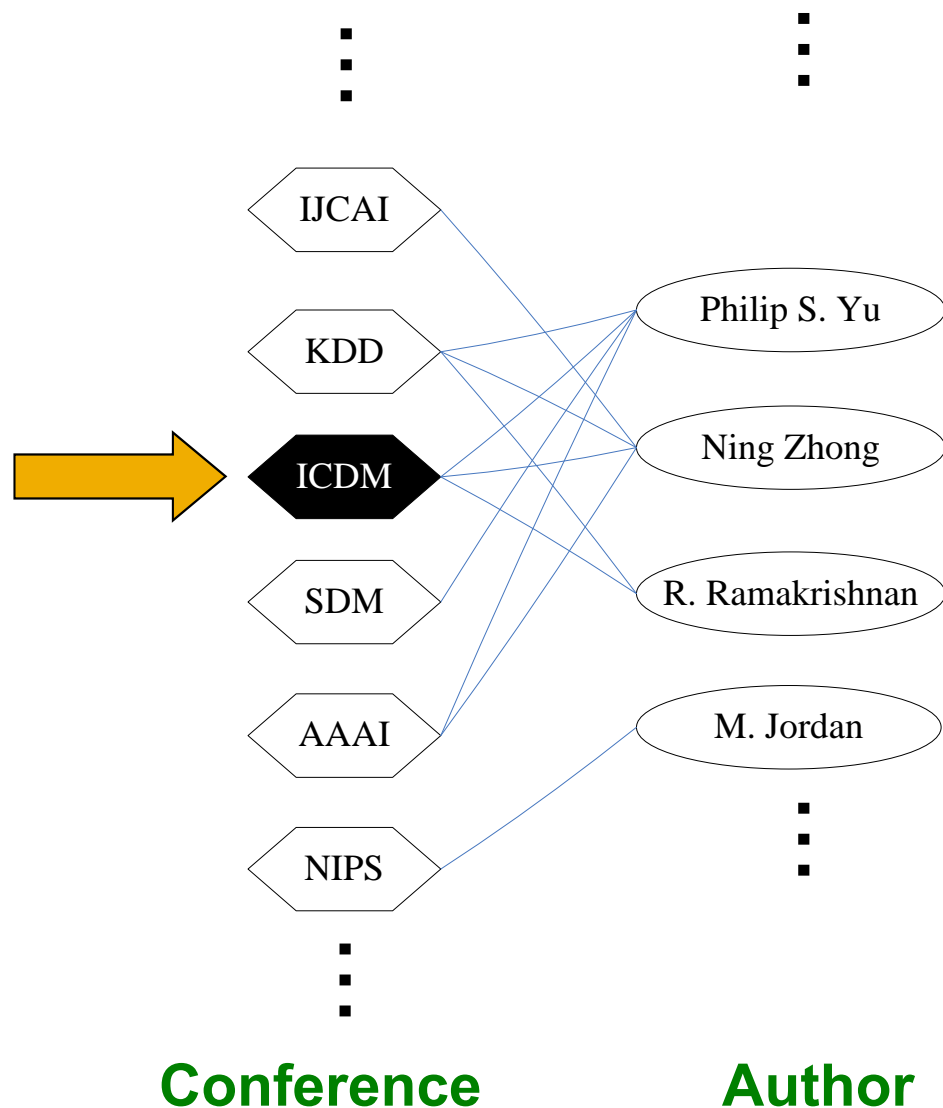 IJCAI
KDD
ICDM
SDM
AAAI
NIPS
Philip S. Yu
Ning Zhong
R. Ramakrishnan
M. Jordan
Conference
Author